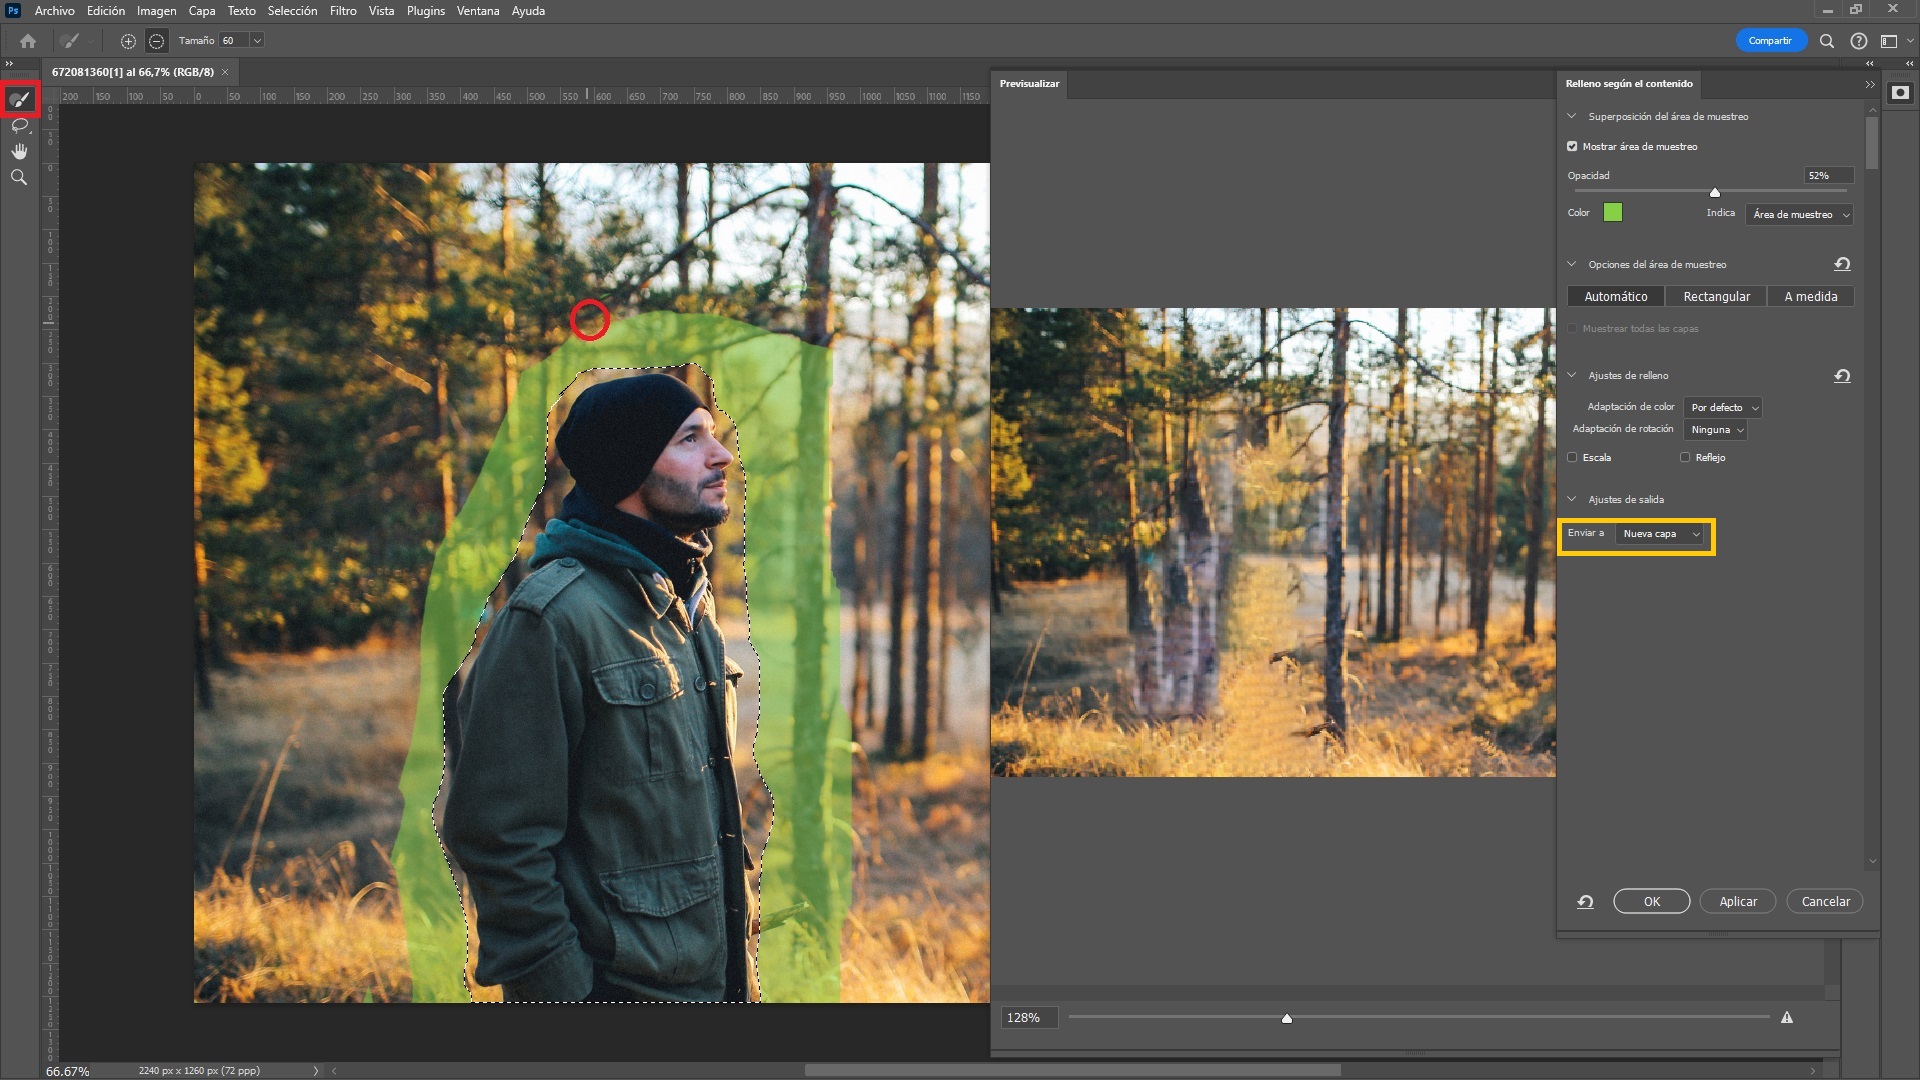 Ps Archivo Edición Imagen Capa Texto Selección Filtro Vista Plugins Ventana Ayuda
Tamaño 60 Compartir
672081360[1] al 66,7% (RGB/8) ×
200 150 100 50 0 50 100 150 200 250 300 350 400 450 500 550 600 650 700 750 800 850 900 950 1000 1050 1100 1150
Previsualizar
Relleno según el contenido
Superposición del área de muestreo
Mostrar área de muestreo
Opacidad 52%
Color Indica Área de muestreo
Opciones del área de muestreo
Automático Rectangular A medida
Muestrear todas las capas
Ajustes de relleno
Adaptación de color Por defecto
Adaptación de rotación Ninguna
Escala Reflejo
Ajustes de salida
Enviar a Nueva capa
OK Aplicar Cancelar
128%
66.67% 2240 px x 1260 px (72 ppp)